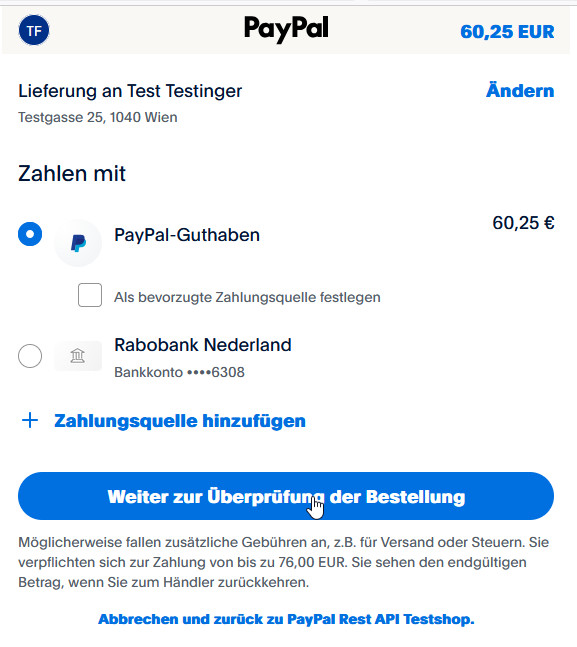 TF
PayPal
60,25 EUR
Lieferung an Test Testinger
Ändern
Testgasse 25, 1040 Wien
Zahlen mit
PayPal-Guthaben
60,25 €
Als bevorzugte Zahlungsquelle festlegen
Rabobank Nederland
Bankkonto ••••6308
+ Zahlungsquelle hinzufügen
Weiter zur Überprüfung der Bestellung
Möglicherweise fallen zusätzliche Gebühren an, z.B. für Versand oder Steuern. Sie
verpflichten sich zur Zahlung von bis zu 76,00 EUR. Sie sehen den endgültigen
Betrag, wenn Sie zum Händler zurückkehren.
Abbrechen und zurück zu PayPal Rest API Testshop.